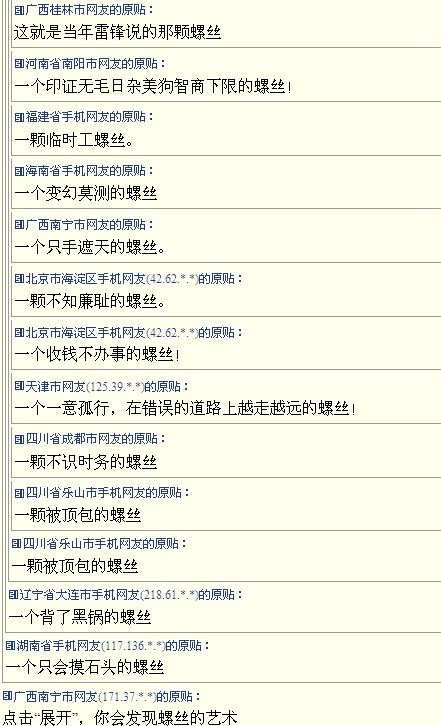 广西桂林市网友的原贴：
这就是当年雷锋说的那颗螺丝
河南省南阳市网友的原贴：
一个印证无毛日杂美狗智商下限的螺丝！
福建省手机网友的原贴：
一颗临时工螺丝。
海南省手机网友的原贴：
一个变幻莫测的螺丝
广西南宁市网友的原贴：
一个只手遮天的螺丝。
北京市海淀区手机网友(42.62.*.*)的原贴：
一颗不知廉耻的螺丝。
北京市海淀区手机网友(42.62.*.*)的原贴：
一个收钱不办事的螺丝！
天津市网友(125.39.*.*)的原贴：
一个一意孤行，在错误的道路上越走越远的螺丝！
四川省成都市网友的原贴：
一颗不识时务的螺丝
四川省乐山市手机网友的原贴：
一颗被顶包的螺丝
四川省乐山市手机网友的原贴：
一颗被顶包的螺丝
辽宁省大连市手机网友(218.61.*.*)的原贴：
一个背了黑锅的螺丝
湖南省手机网友(117.136.*.*)的原贴：
一个只会摸石头的螺丝
广西南宁市网友(171.37.*.*)的原贴：
点击“展开”，你会发现螺丝的艺术